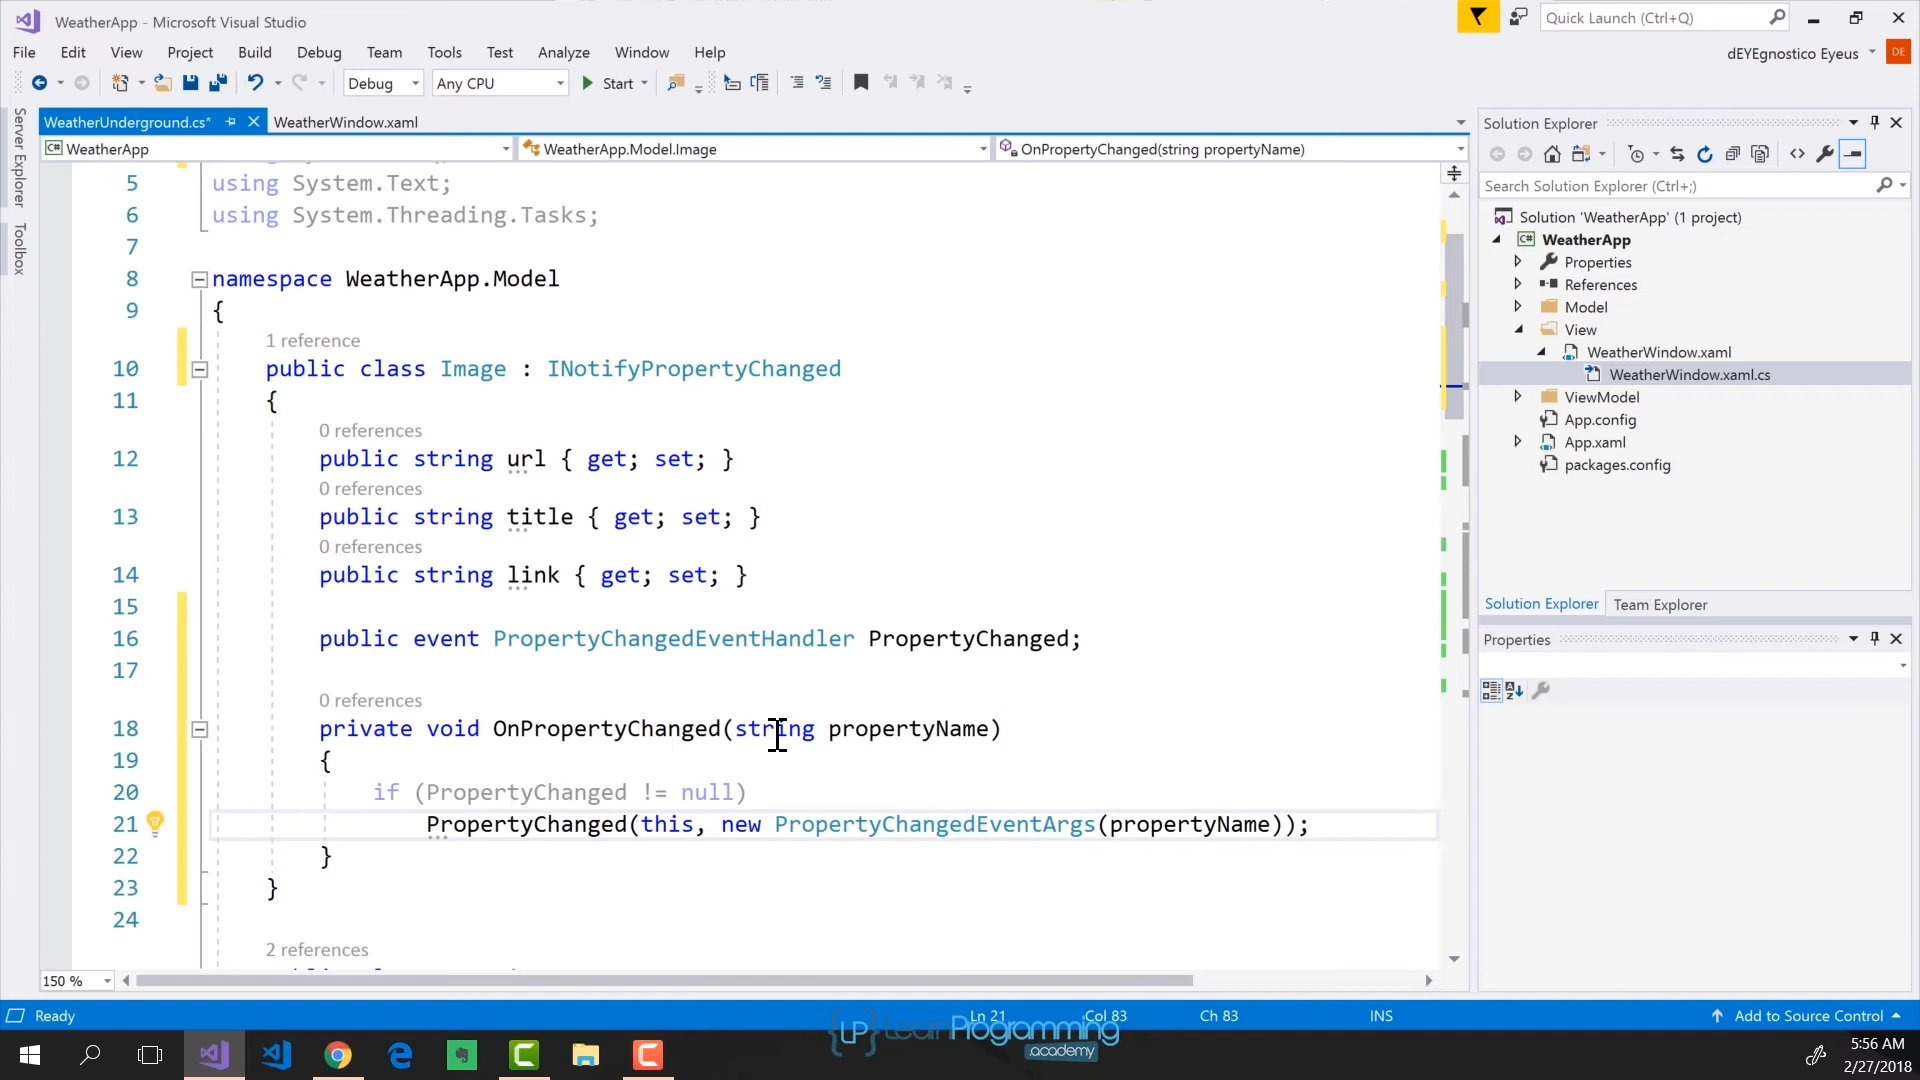 WeatherApp - Microsoft Visual Studio
Quick Launch (Ctrl+Q)
File Edit View Project Build Debug Team Tools Test Analyze Window Help
dEYEgnostico Eyeus
DE
Debug
Any CPU
Start
Server Explorer
Toolbox
WeatherUnderground.cs*
WeatherWindow.xaml
C# WeatherApp
WeatherApp.Model.Image
OnPropertyChanged(string propertyName)
5 using System.Text;
6 using System.Threading.Tasks;
7
8 namespace WeatherApp.Model
9 {
1 reference
10 public class Image : INotifyPropertyChanged
11 {
0 references
12 public string url { get; set; }
0 references
13 public string title { get; set; }
0 references
14 public string link { get; set; }
15
16 public event PropertyChangedEventHandler PropertyChanged;
17
0 references
18 private void OnPropertyChanged(string propertyName)
19 {
20 if (PropertyChanged != null)
21 PropertyChanged(this, new PropertyChangedEventArgs(propertyName));
22 }
23 }
24
2 references
150 %
Solution Explorer
Search Solution Explorer (Ctrl+;)
Solution 'WeatherApp' (1 project)
C# WeatherApp
Properties
References
Model
View
WeatherWindow.xaml
WeatherWindow.xaml.cs
ViewModel
App.config
App.xaml
packages.config
Solution Explorer Team Explorer
Properties
Ready
Ln 21
Col 83
Ch 83
INS
Add to Source Control
{LP} LearnProgramming
.academy
5:56 AM
2/27/2018